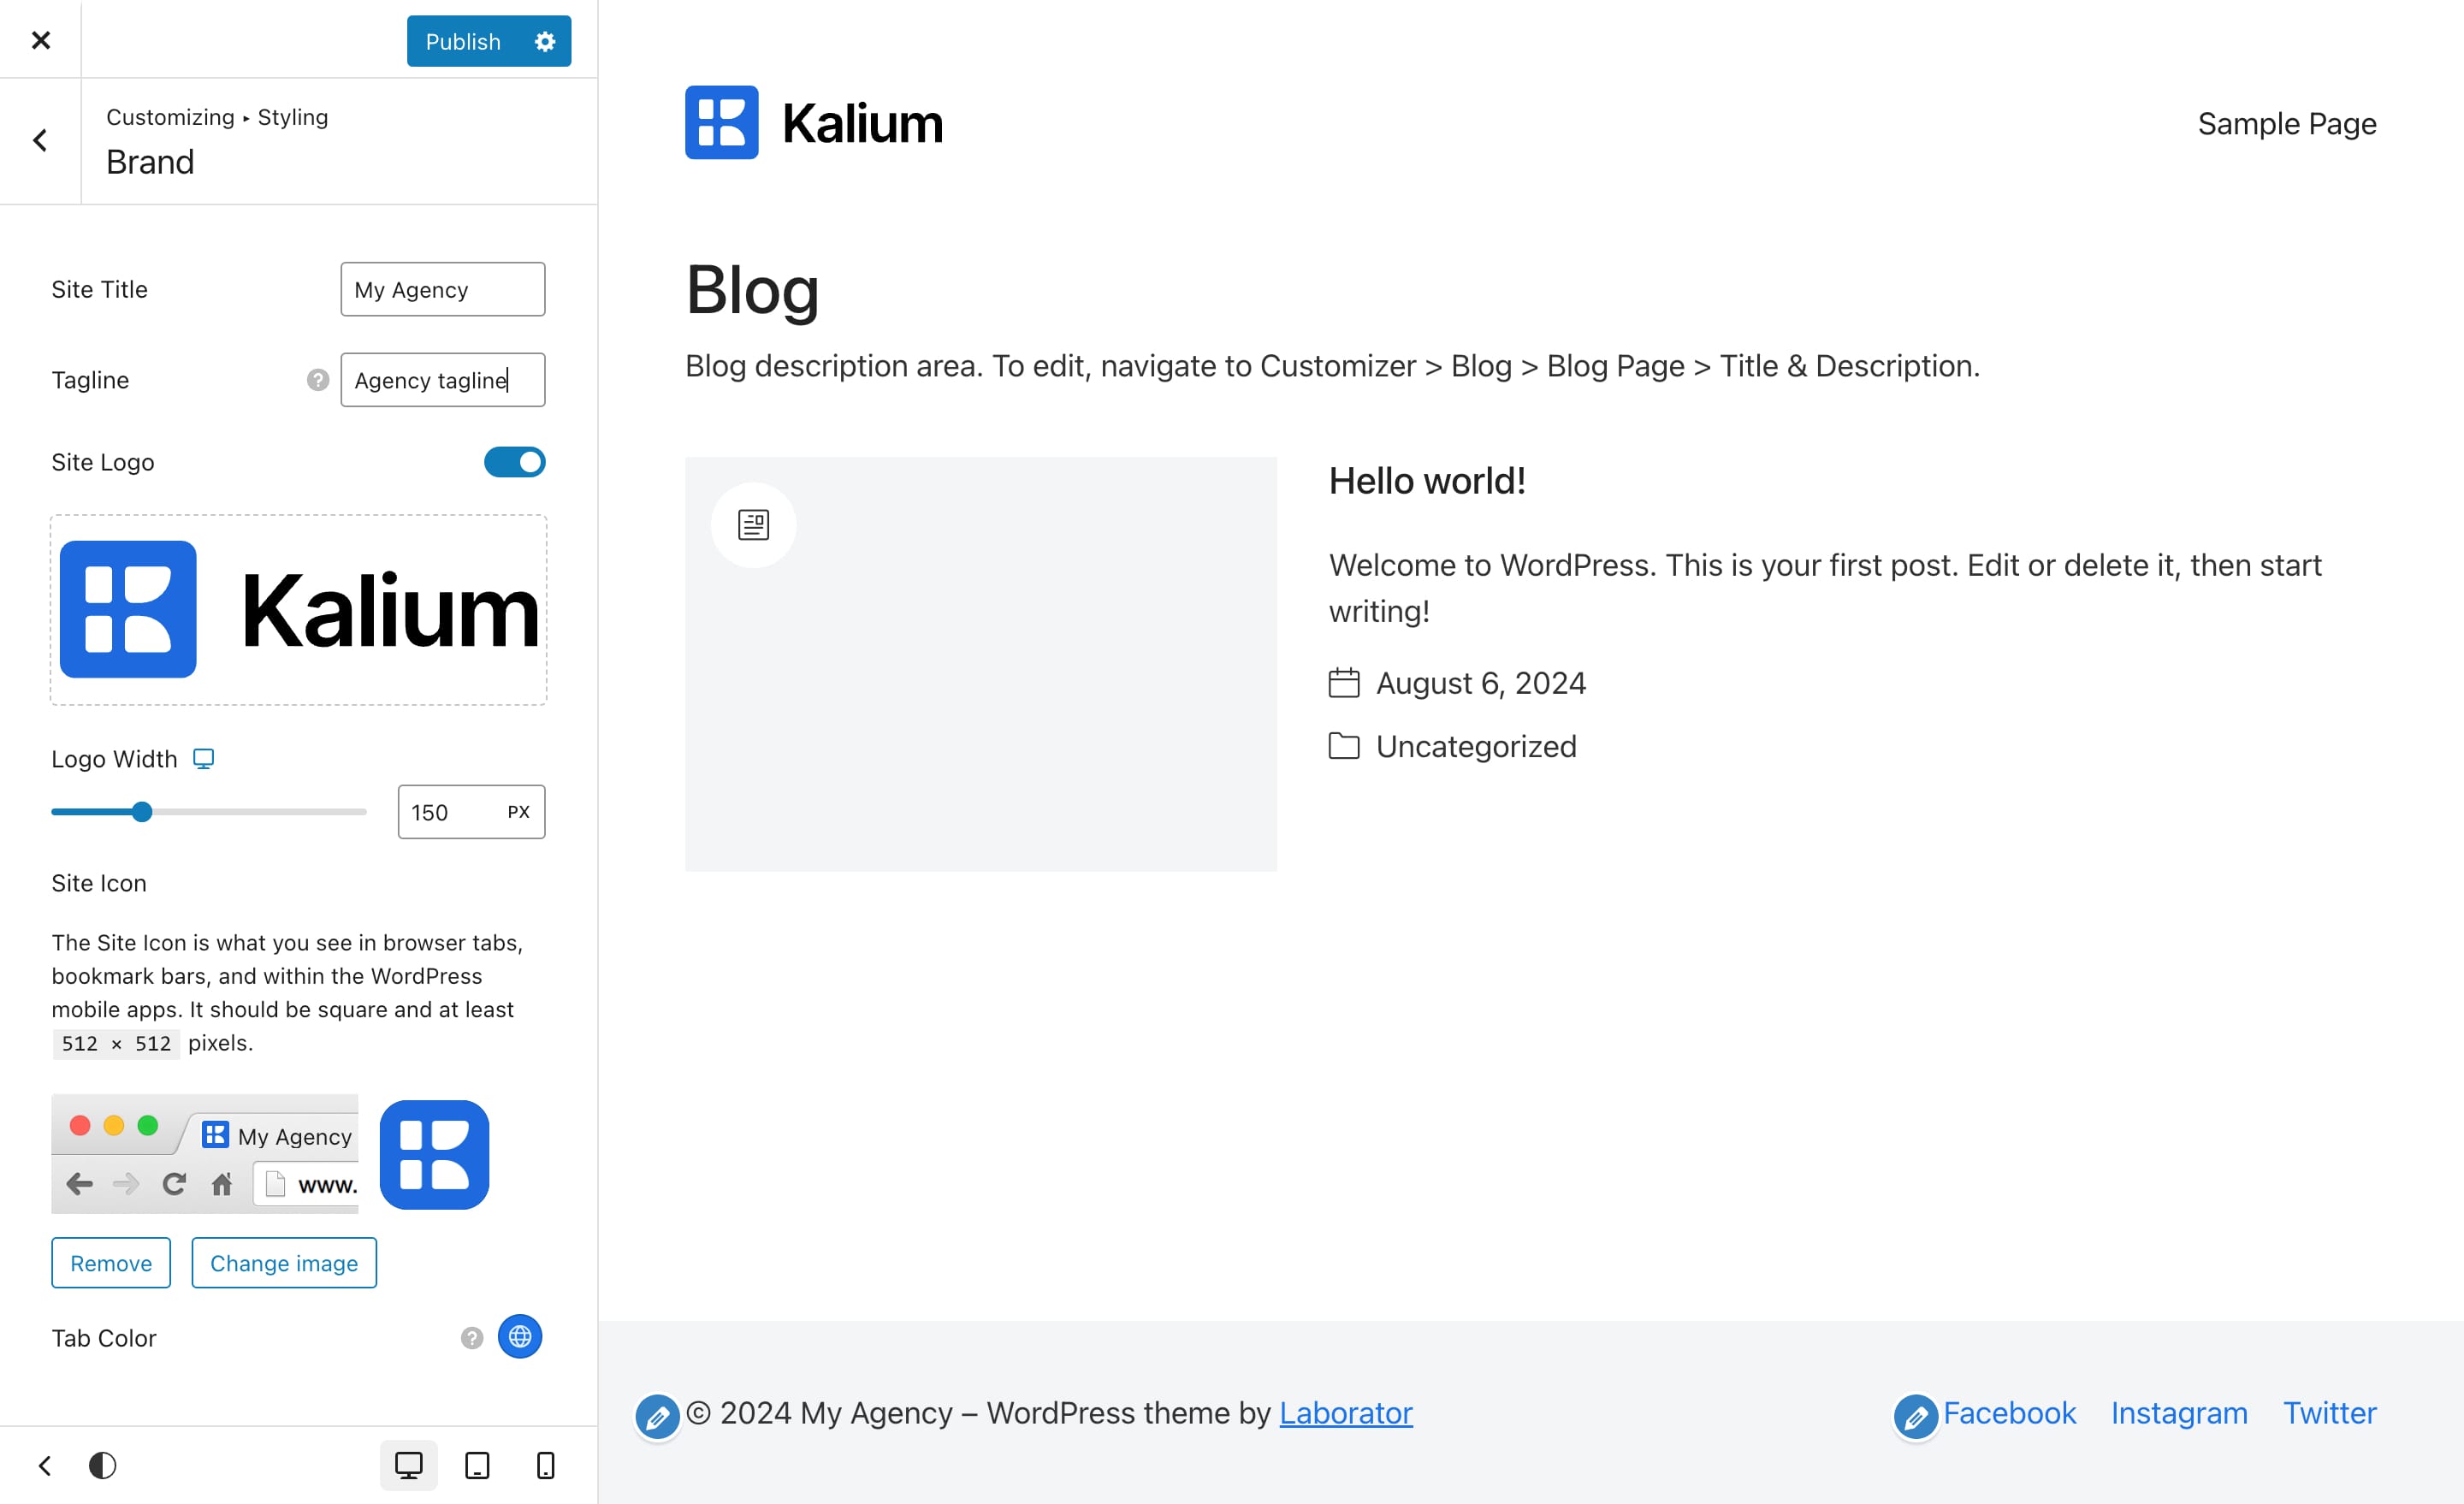 Publish
Customizing ▸ Styling
Brand
Site Title
My Agency
Tagline
?
Agency tagline
Site Logo
Kalium
Logo Width
150 PX
Site Icon
The Site Icon is what you see in browser tabs,
bookmark bars, and within the WordPress
mobile apps. It should be square and at least
512 × 512 pixels.
My Agency
www.
Remove
Change image
Tab Color
?
Kalium
Sample Page
Blog
Blog description area. To edit, navigate to Customizer > Blog > Blog Page > Title & Description.
Hello world!
Welcome to WordPress. This is your first post. Edit or delete it, then start
writing!
August 6, 2024
Uncategorized
© 2024 My Agency – WordPress theme by Laborator
Facebook
Instagram
Twitter